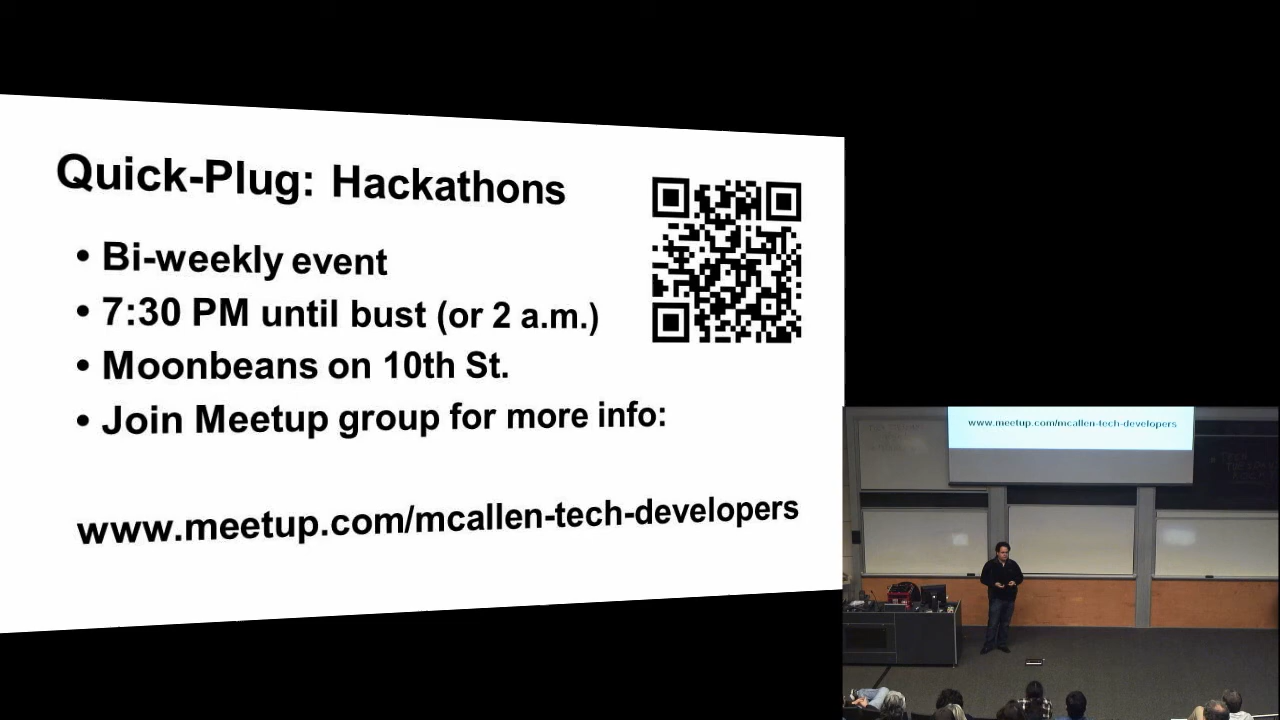 Quick-Plug: Hackathons
• Bi-weekly event
• 7:30 PM until bust (or 2 a.m.)
• Moonbeans on 10th St.
• Join Meetup group for more info:
www.meetup.com/mcallen-tech-developers
www.meetup.com/mcallen-tech-developers